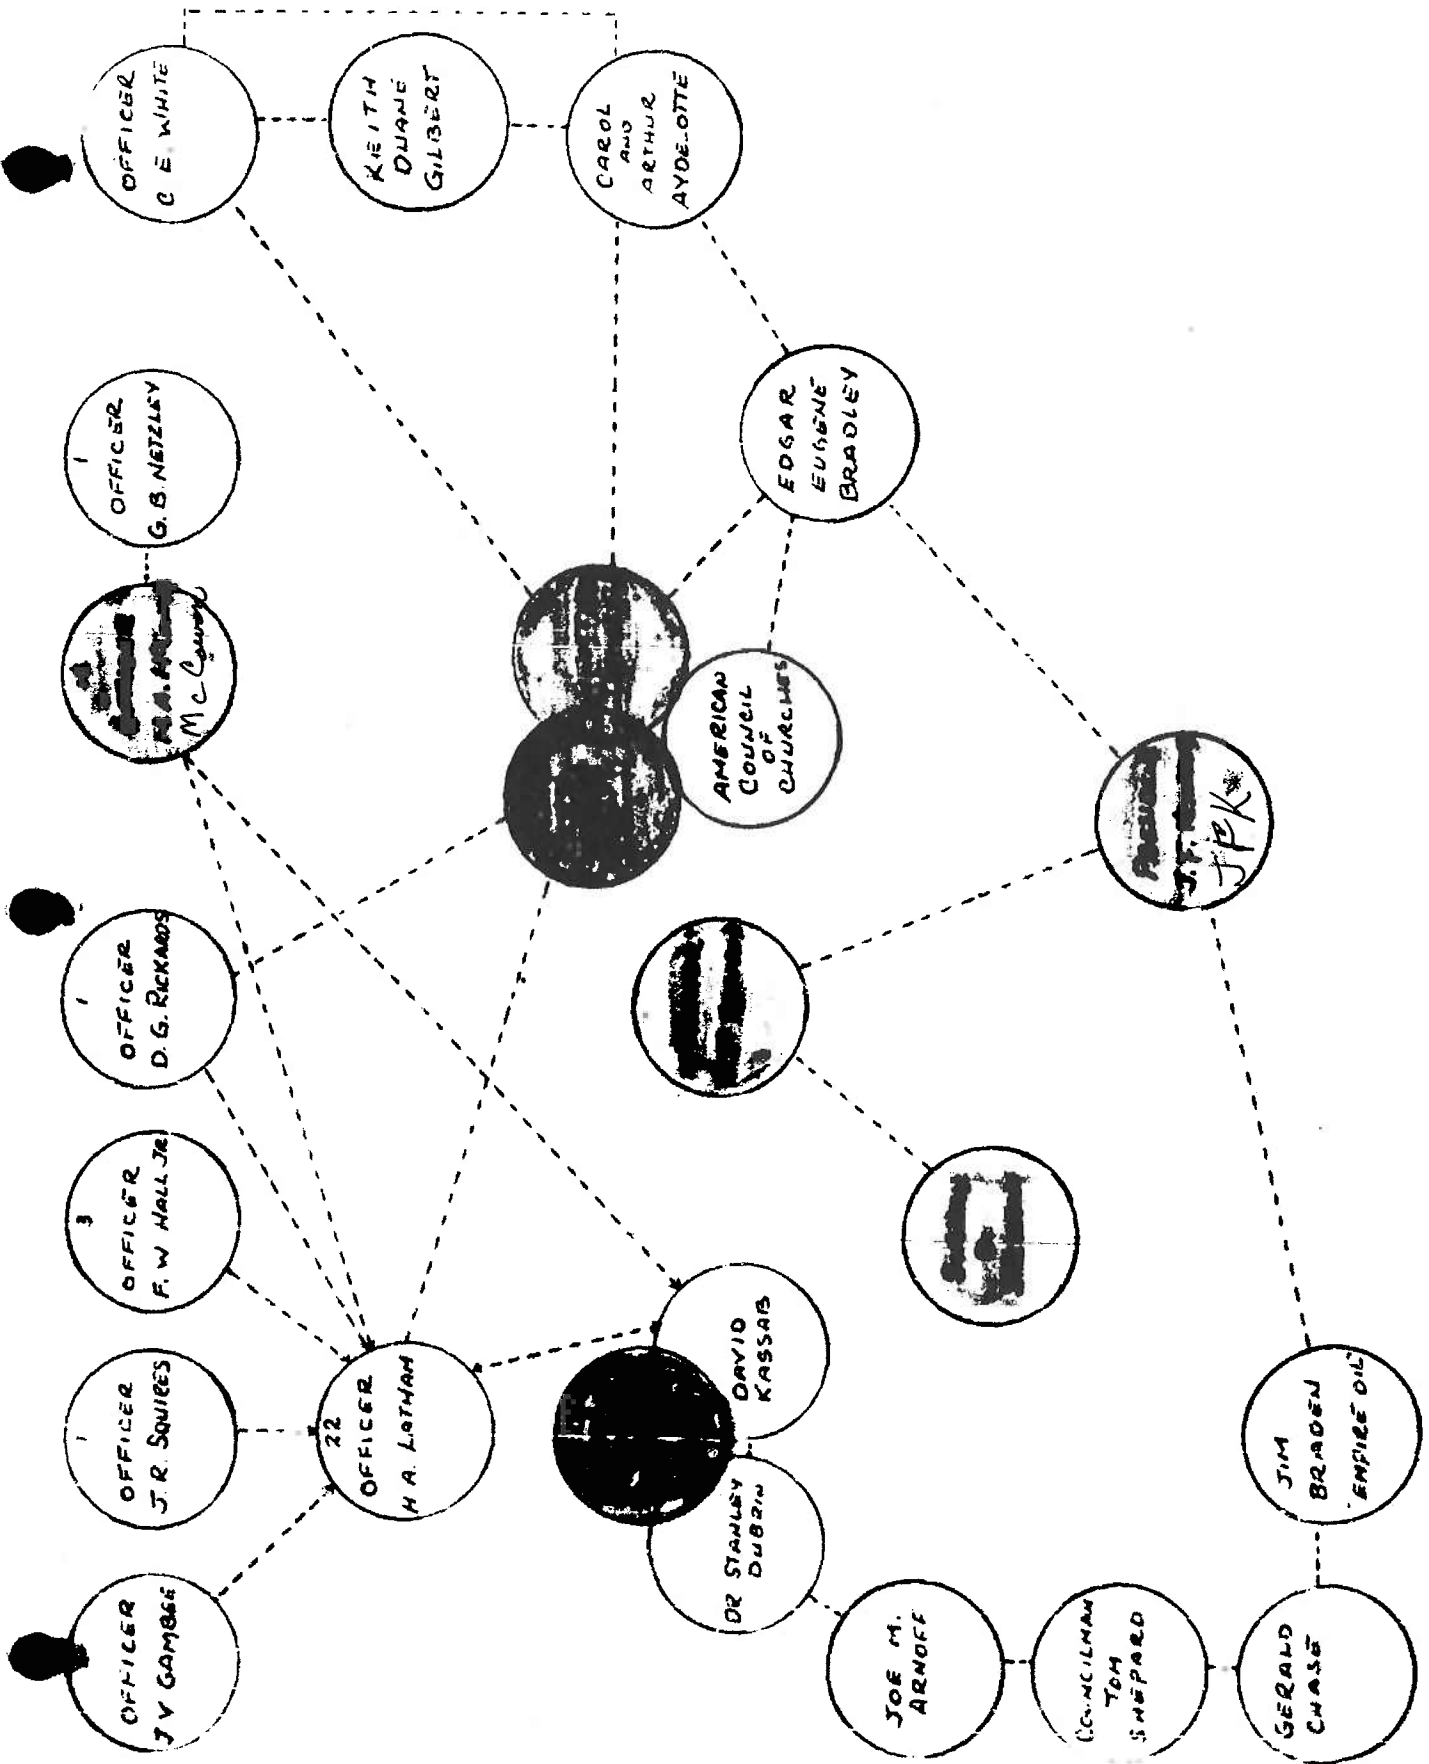 OFFICER
J V GAMBEE
1
OFFICER
J. R. SQUIRES
3
OFFICER
F. W HALL JR
1
OFFICER
D. G. RICKARDS
1
OFFICER
G. B. NETZLEY
OFFICER
C E. WHITE
22
OFFICER
H A. LATHAM
KEITH
DUANE
GILBERT
CAROL
AND
ARTHUR
AYDELOTTE
DR STANLEY
DUBRIN
DAVID
KASSAB
AMERICAN
COUNCIL
OF
CHURCHES
EDGAR
EUGENE
BRADLEY
JOE M.
ARNOFF
J.F.
JFK
COUNCILMAN
TOM
SHEPARD
GERALD
CHASE
JIM
BRADEN
"EMPIRE OIL"